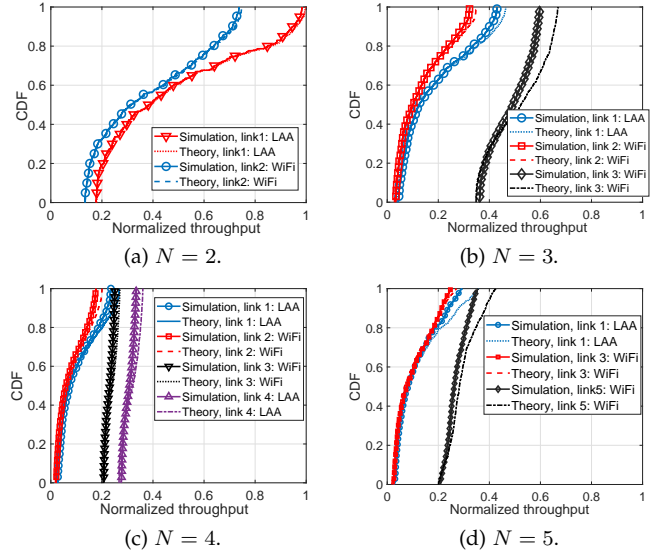 CDF
1
0.8
0.6
0.4
0.2
0
Simulation, link1: LAA
Theory, link1: LAA
Simulation, link2: WiFi
Theory, link2: WiFi
0 0.2 0.4 0.6 0.8 1
Normalized throughput
(a) N = 2.
CDF
1
0.8
0.6
0.4
0.2
0
Simulation, link 1: LAA
Theory, link 1: LAA
Simulation, link 2: WiFi
Theory, link 2: WiFi
Simulation, link 3: WiFi
Theory, link 3: WiFi
0 0.2 0.4 0.6 0.8 1
Normalized throughput
(b) N = 3.
CDF
1
0.8
0.6
0.4
0.2
0
Simulation, link 1: LAA
Theory, link 1: LAA
Simulation, link 2: WiFi
Theory, link 2: WiFi
Simulation, link 3: WiFi
Theory, link 3: WiFi
Simulation, link 4: LAA
Theory, link 4: LAA
0 0.2 0.4 0.6 0.8 1
Normalized throughput
(c) N = 4.
CDF
1
0.8
0.6
0.4
0.2
0
Simulation, link 1: LAA
Theory, link 1: LAA
Simulation, link 3: WiFi
Theory, link 3: WiFi
Simulation, link5: WiFi
Theory, link 5: WiFi
0 0.2 0.4 0.6 0.8 1
Normalized throughput
(d) N = 5.